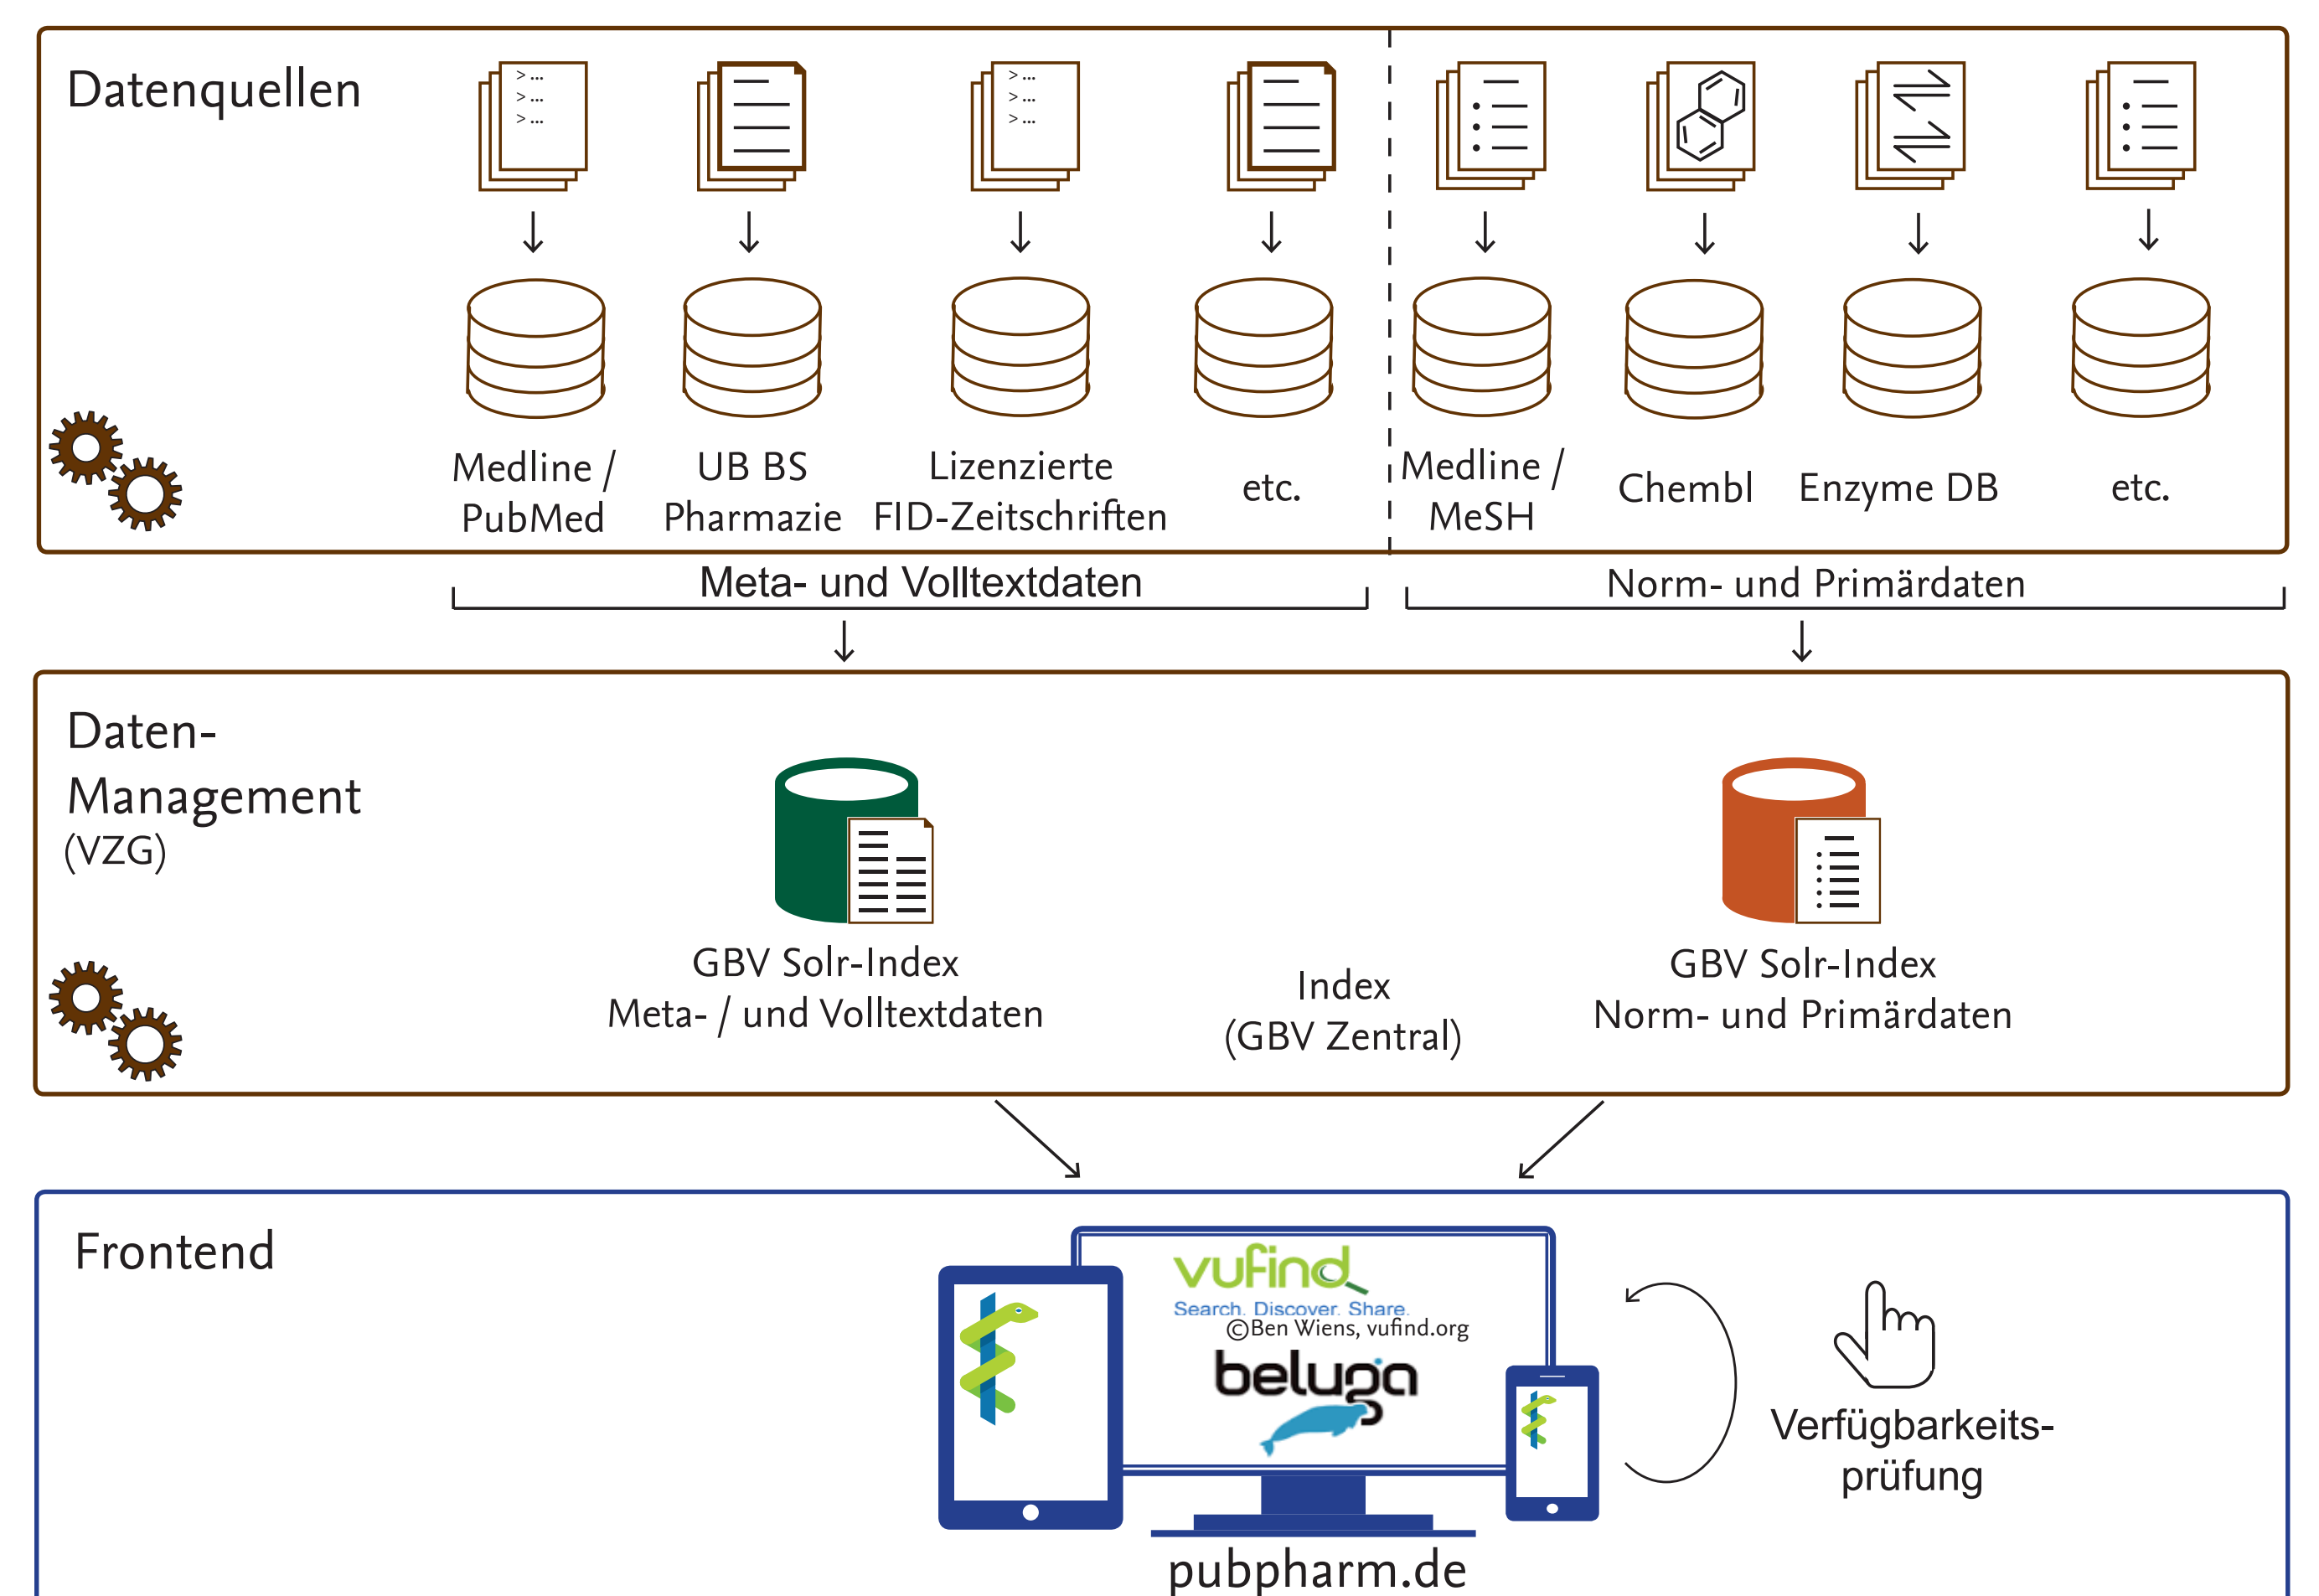 Datenquellen
> ...
> ...
> ...
> ...
> ...
> ...
Medline /
PubMed
UB BS
Pharmazie
Lizenzierte
FID-Zeitschriften
etc.
Medline /
MeSH
Chembl
Enzyme DB
etc.
Meta- und Volltextdaten
Norm- und Primärdaten
Daten-
Management
(VZG)
GBV Solr-Index
Meta- / und Volltextdaten
Index
(GBV Zentral)
GBV Solr-Index
Norm- und Primärdaten
Frontend
vufind
Search. Discover. Share.
©Ben Wiens, vufind.org
beluga
Verfügbarkeits-
prüfung
pubpharm.de